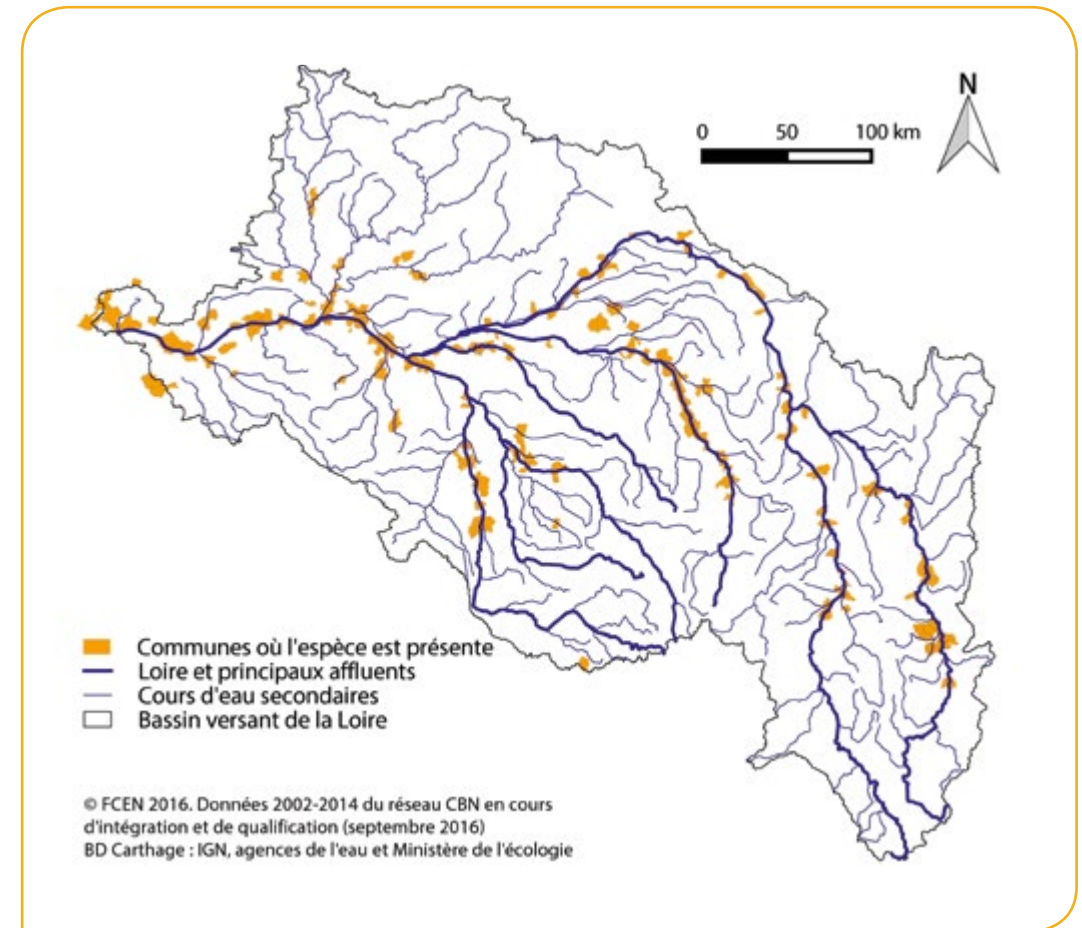 N
0 50 100 km
Communes où l'espèce est présente
Loire et principaux affluents
Cours d'eau secondaires
Bassin versant de la Loire
© FCEN 2016. Données 2002-2014 du réseau CBN en cours
d'intégration et de qualification (septembre 2016)
BD Carthage : IGN, agences de l'eau et Ministère de l'écologie